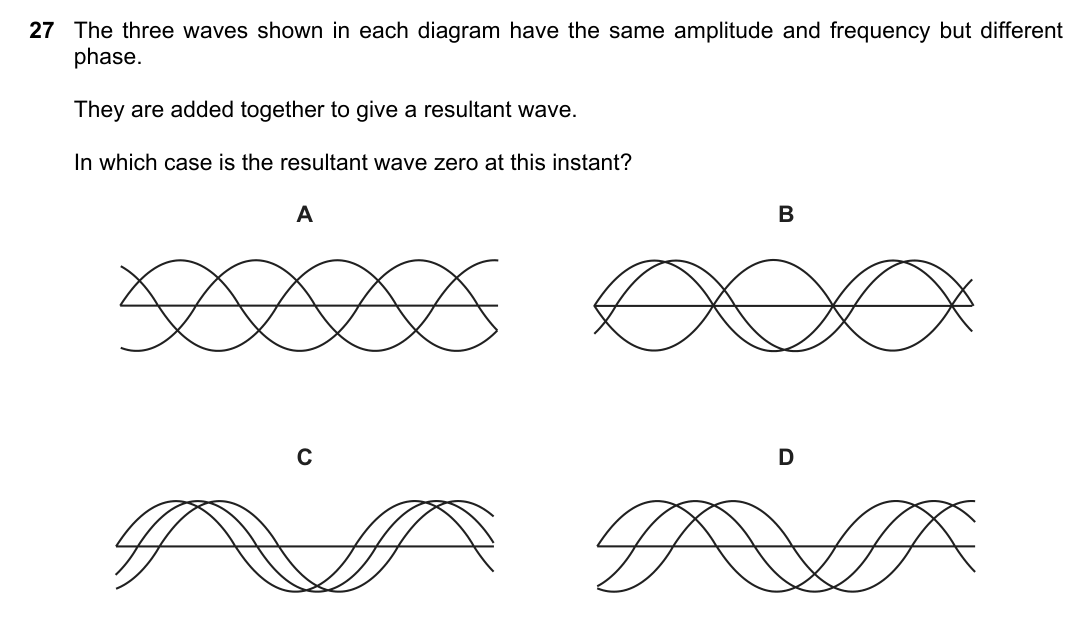 27 The three waves shown in each diagram have the same amplitude and frequency but different
phase.
They are added together to give a resultant wave.
In which case is the resultant wave zero at this instant?
A
B
C
D